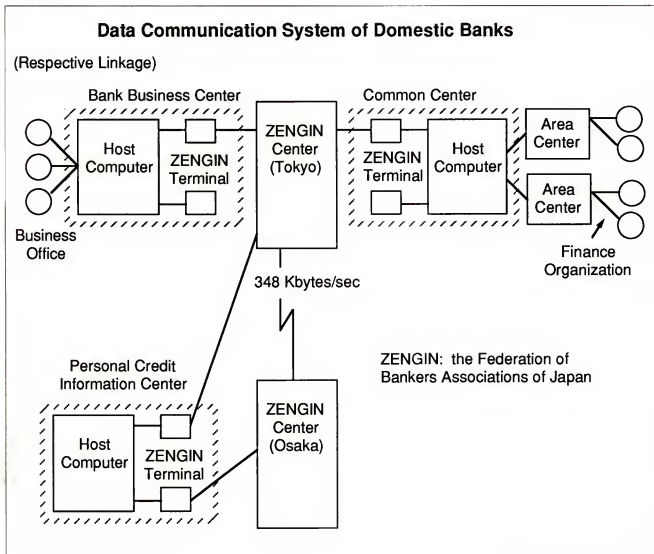 Data Communication System of Domestic Banks
(Respective Linkage)
Bank Business Center
Common Center
Host
Computer
ZENGIN
Terminal
ZENGIN
Center
(Tokyo)
ZENGIN
Terminal
Host
Computer
Area
Center
Area
Center
Business
Office
Finance
Organization
348 Kbytes/sec
Personal Credit
Information Center
Host
Computer
ZENGIN
Terminal
ZENGIN
Center
(Osaka)
ZENGIN: the Federation of
Bankers Associations of Japan